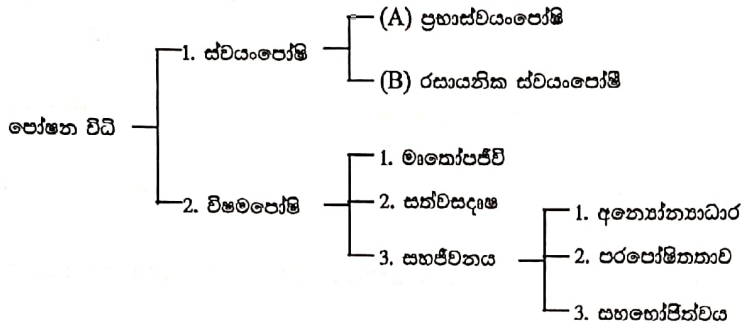 (A) ප්‍රභාස්වයංපෝෂි
1. ස්වයංපෝෂි
(B) රසායනික ස්වයංපෝෂී
පෝෂන විධි
1. මෘතෝපජීවි
2. විෂමපෝෂි
2. සත්වසදෘෂ
1. අන්‍යෝන්‍යාධාර
3. සහජීවනය
2. පරපෝෂිතතාව
3. සහභෝජිත්වය